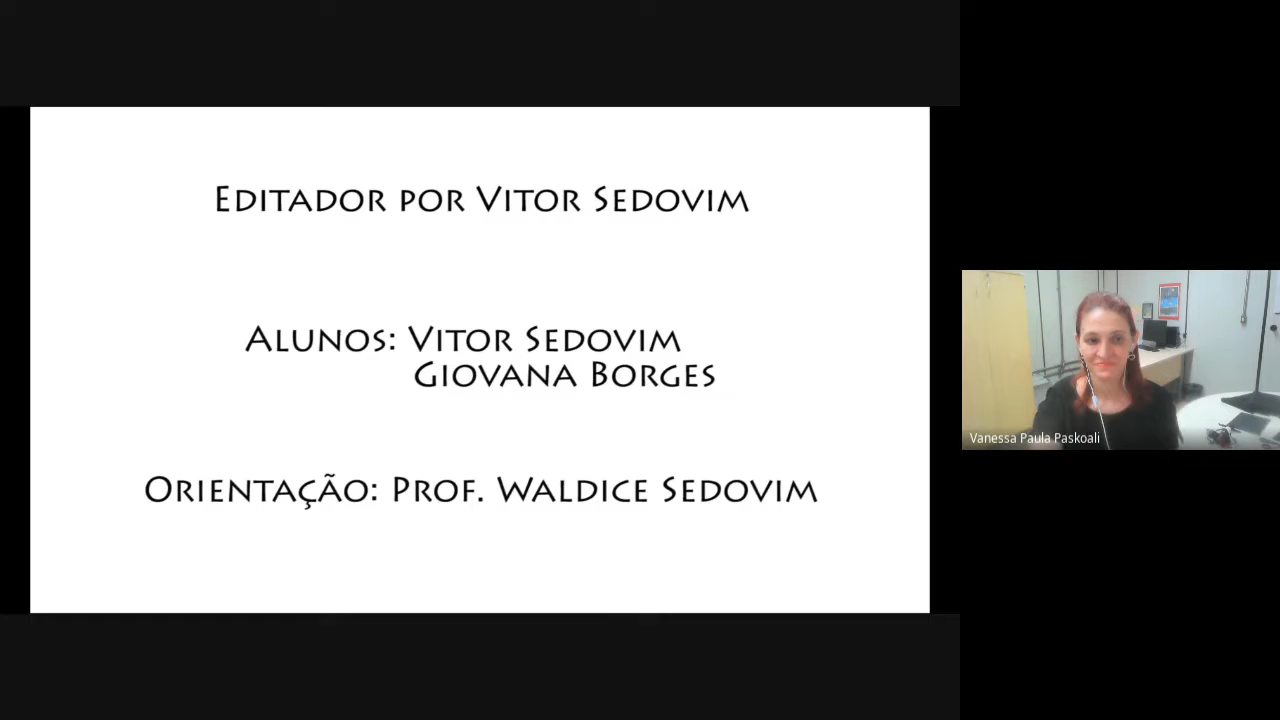 Editador por Vitor Sedovim
Alunos: Vitor Sedovim
Giovana Borges
Orientação: Prof. Waldice Sedovim
Vanessa Paula Paskoali